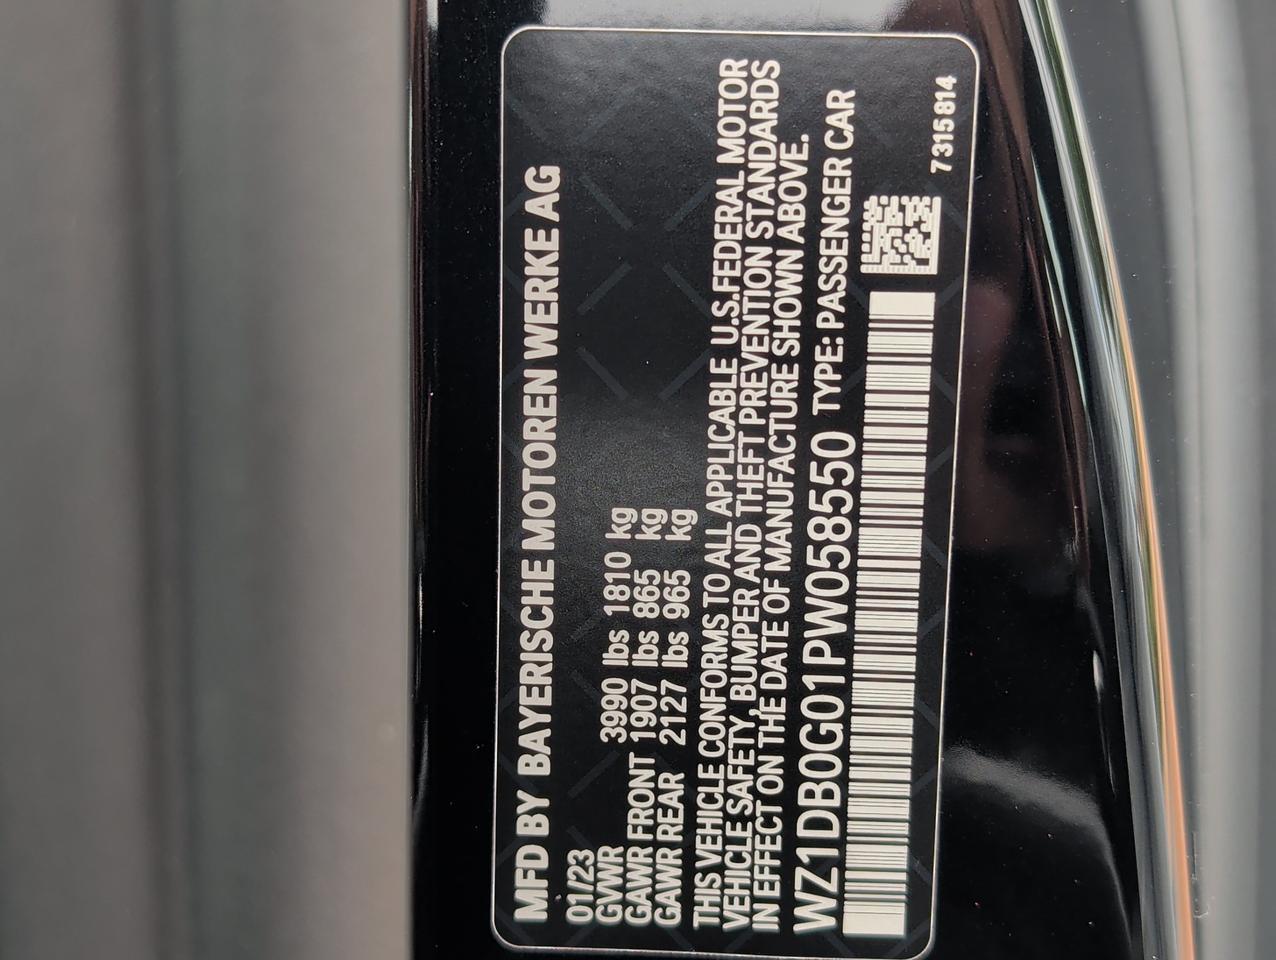 MFD BY BAYERISCHE MOTOREN WERKE AG
01/23
GVWR 3990 lbs 1810 kg
GAWR FRONT 1907 lbs 865 kg
GAWR REAR 2127 lbs 965 kg
THIS VEHICLE CONFORMS TO ALL APPLICABLE U.S.FEDERAL MOTOR
VEHICLE SAFETY, BUMPER AND THEFT PREVENTION STANDARDS
IN EFFECT ON THE DATE OF MANUFACTURE SHOWN ABOVE.
WZ1DB0G01PW058550 TYPE: PASSENGER CAR
7315814